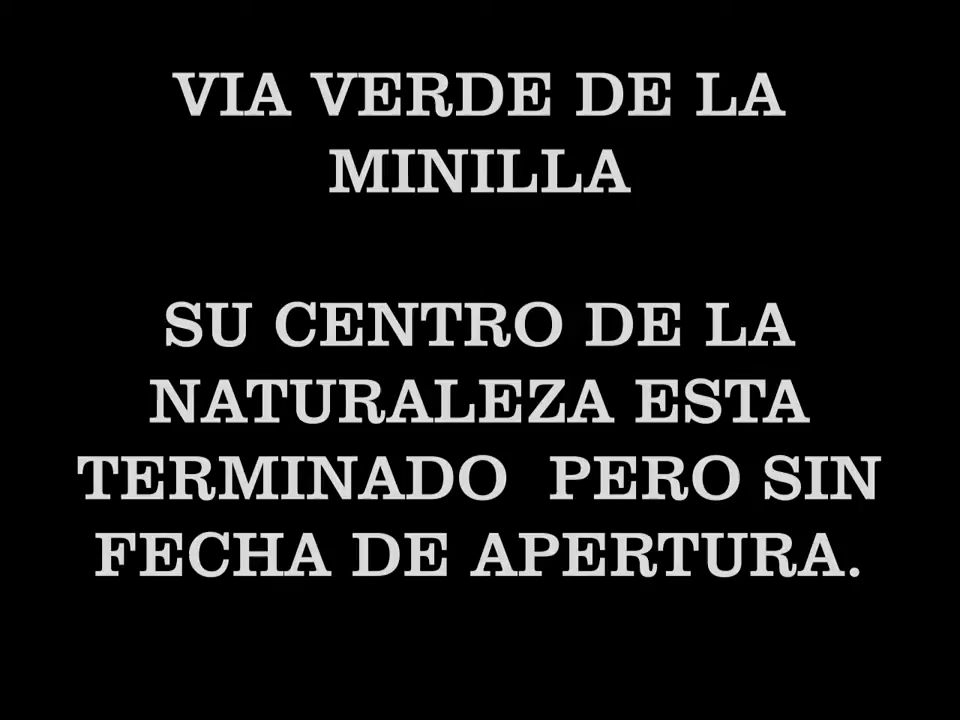 VIA VERDE DE LA
MINILLA
SU CENTRO DE LA
NATURALEZA ESTA
TERMINADO PERO SIN
FECHA DE APERTURA.